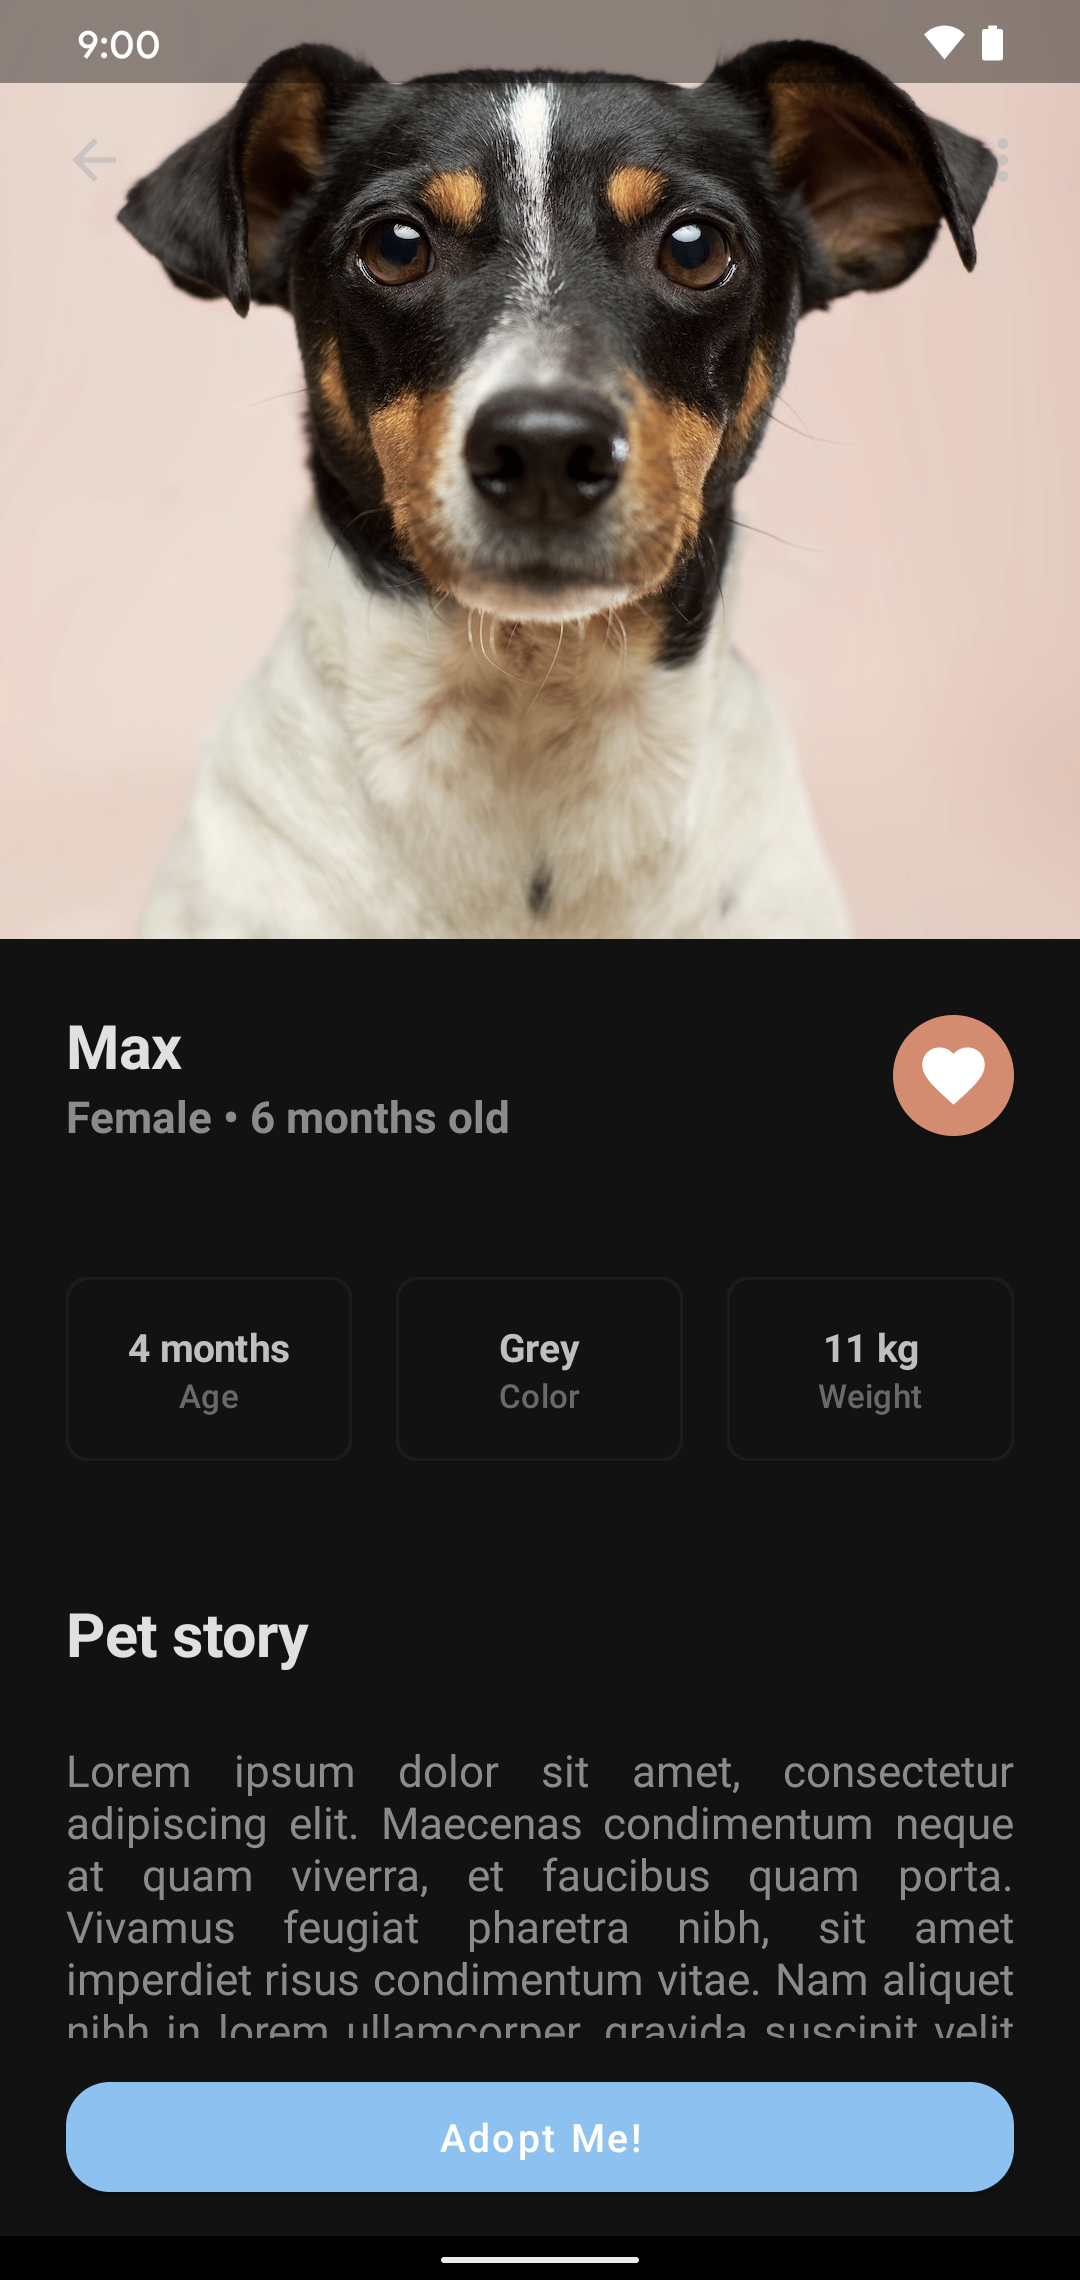 9:00
Max
Female • 6 months old
4 months
Age
Grey
Color
11 kg
Weight
Pet story
Lorem ipsum dolor sit amet, consectetur
adipiscing elit. Maecenas condimentum neque
at quam viverra, et faucibus quam porta.
Vivamus feugiat pharetra nibh, sit amet
imperdiet risus condimentum vitae. Nam aliquet
nibh in lorem ullamcorper, gravida suscipit velit
Adopt Me!